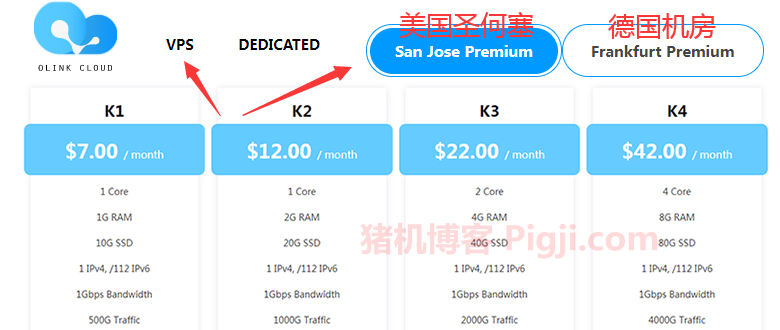 美国圣何塞 德国机房
VPS DEDICATED San Jose Premium Frankfurt Premium
OLINK CLOUD
K1 K2 K3 K4
$7.00 / month $12.00 / month $22.00 / month $42.00 / month
1 Core 1 Core 2 Core 4 Core
1G RAM 2G RAM 4G RAM 8G RAM
10G SSD 20G SSD 40G SSD 80G SSD
猪机博客-Pigji.com
1 IPv4, /112 IPv6 1 IPv4, /112 IPv6 1 IPv4, /112 IPv6 1 IPv4, /112 IPv6
1Gbps Bandwidth 1Gbps Bandwidth 1Gbps Bandwidth 1Gbps Bandwidth
500G Traffic 1000G Traffic 2000G Traffic 4000G Traffic